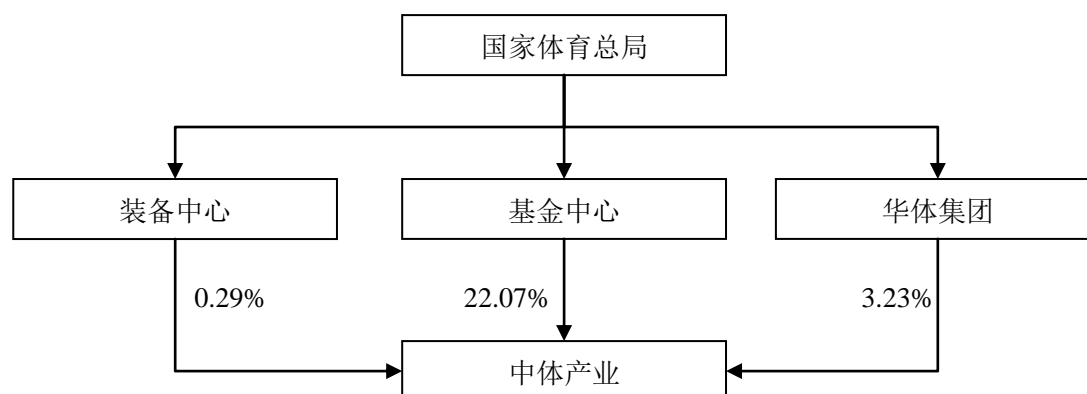 国家体育总局
装备中心
基金中心
华体集团
0.29%
22.07%
3.23%
中体产业